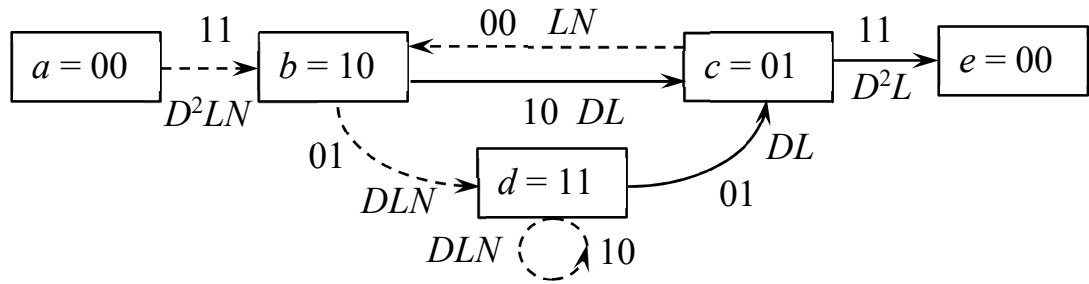 11 00 LN 11
a = 00 b = 10 c = 01 e = 00
D²LN 10 DL D²L
01 DL
DLN d = 11 01
DLN 10